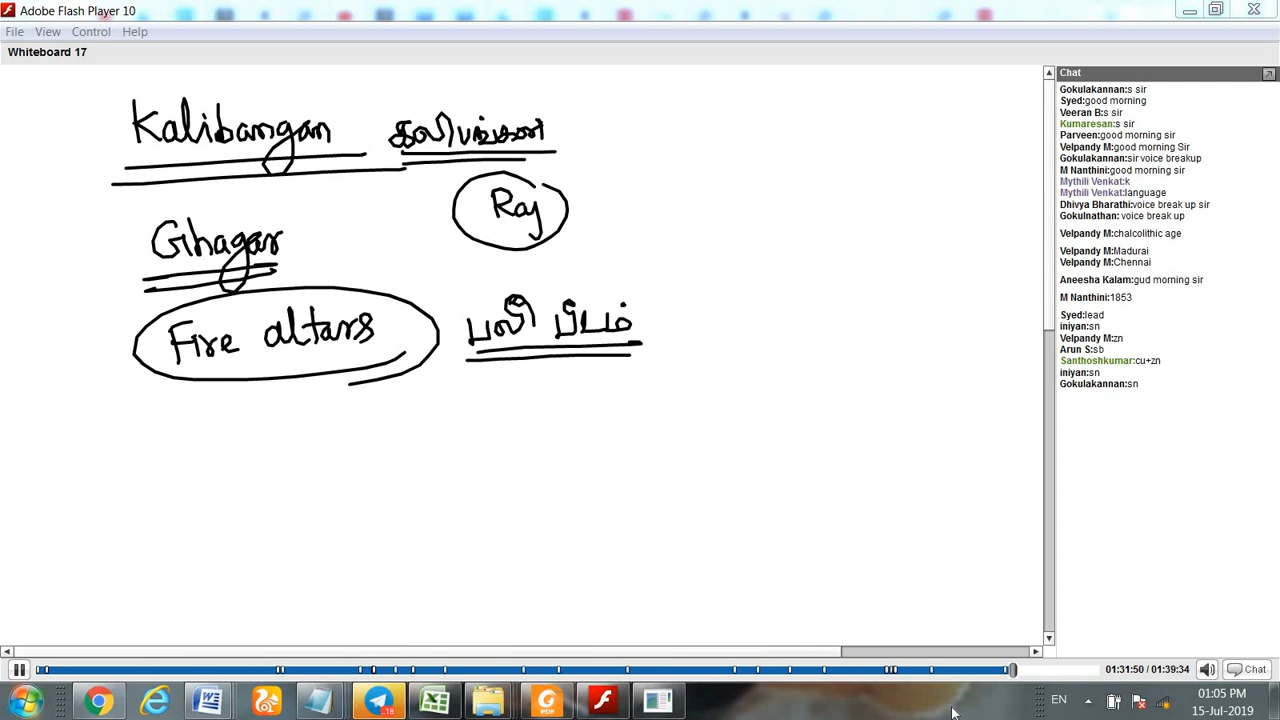 Adobe Flash Player 10
File View Control Help
Whiteboard 17
Kalibangan காலிபங்கன்
Raj
Ghagar
Fire altars பலி பீடம்
Chat
Gokulakannan:s sir
Syed:good morning
Veeran B:s sir
Kumaresan:s sir
Parveen:good morning sir
Velpandy M:good morning Sir
Gokulakannan:sir voice breakup
M Nanthini:good morning sir
Mythili Venkat:k
Mythili Venkat:language
Dhivya Bharathi:voice break up sir
Gokulnathan: voice break up
Velpandy M:chalcolithic age
Velpandy M:Madurai
Velpandy M:Chennai
Aneesha Kalam:gud morning sir
M Nanthini:1853
Syed:lead
iniyan:sn
Velpandy M:zn
Arun S:sb
Santhoshkumar:cu+zn
iniyan:sn
Gokulakannan:sn
01:31:50 / 01:39:34 Chat
18
EN
01:05 PM
15-Jul-2019